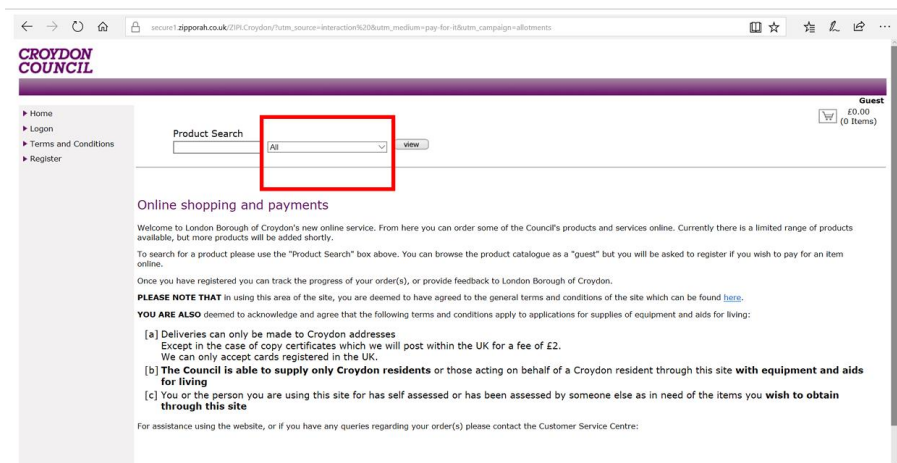 secure1.zipporah.co.uk/ZIPLCroydon/?utm_source=interaction%20&utm_medium=pay-for-it&utm_campaign=allotments
CROYDON
COUNCIL
Guest
£0.00
(0 Items)
Home
Logon
Terms and Conditions
Register
Product Search
All
view
Online shopping and payments
Welcome to London Borough of Croydon's new online service. From here you can order some of the Council's products and services online. Currently there is a limited range of products
available, but more products will be added shortly.
To search for a product please use the "Product Search" box above. You can browse the product catalogue as a "guest" but you will be asked to register if you wish to pay for an item
online.
Once you have registered you can track the progress of your order(s), or provide feedback to London Borough of Croydon.
PLEASE NOTE THAT in using this area of the site, you are deemed to have agreed to the general terms and conditions of the site which can be found here.
YOU ARE ALSO deemed to acknowledge and agree that the following terms and conditions apply to applications for supplies of equipment and aids for living:
[a] Deliveries can only be made to Croydon addresses
Except in the case of copy certificates which we will post within the UK for a fee of £2.
We can only accept cards registered in the UK.
[b] The Council is able to supply only Croydon residents or those acting on behalf of a Croydon resident through this site with equipment and aids
for living
[c] You or the person you are using this site for has self assessed or has been assessed by someone else as in need of the items you wish to obtain
through this site
For assistance using the website, or if you have any queries regarding your order(s) please contact the Customer Service Centre: